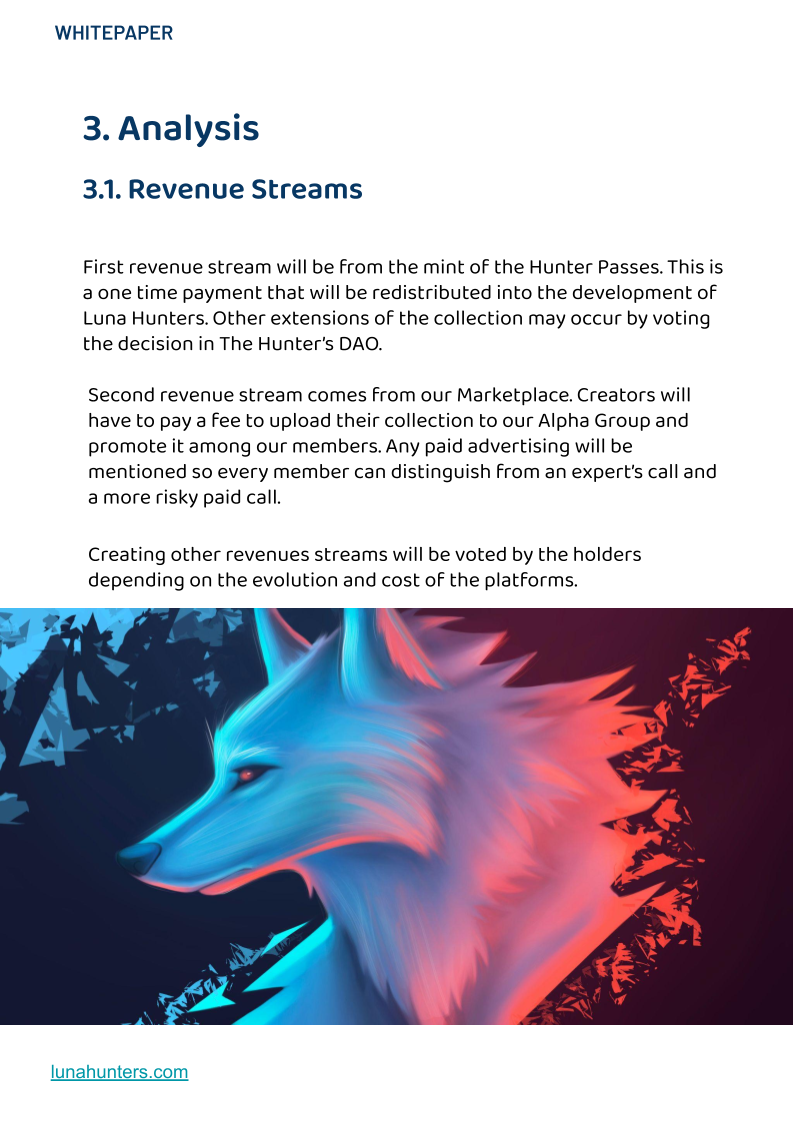 WHITEPAPER
3. Analysis
3.1. Revenue Streams
First revenue stream will be from the mint of the Hunter Passes. This is
a one time payment that will be redistributed into the development of
Luna Hunters. Other extensions of the collection may occur by voting
the decision in The Hunter's DAO.
Second revenue stream comes from our Marketplace. Creators will
have to pay a fee to upload their collection to our Alpha Group and
promote it among our members. Any paid advertising will be
mentioned so every member can distinguish from an expert's call and
a more risky paid call.
Creating other revenues streams will be voted by the holders
depending on the evolution and cost of the platforms.
lunahunters.com